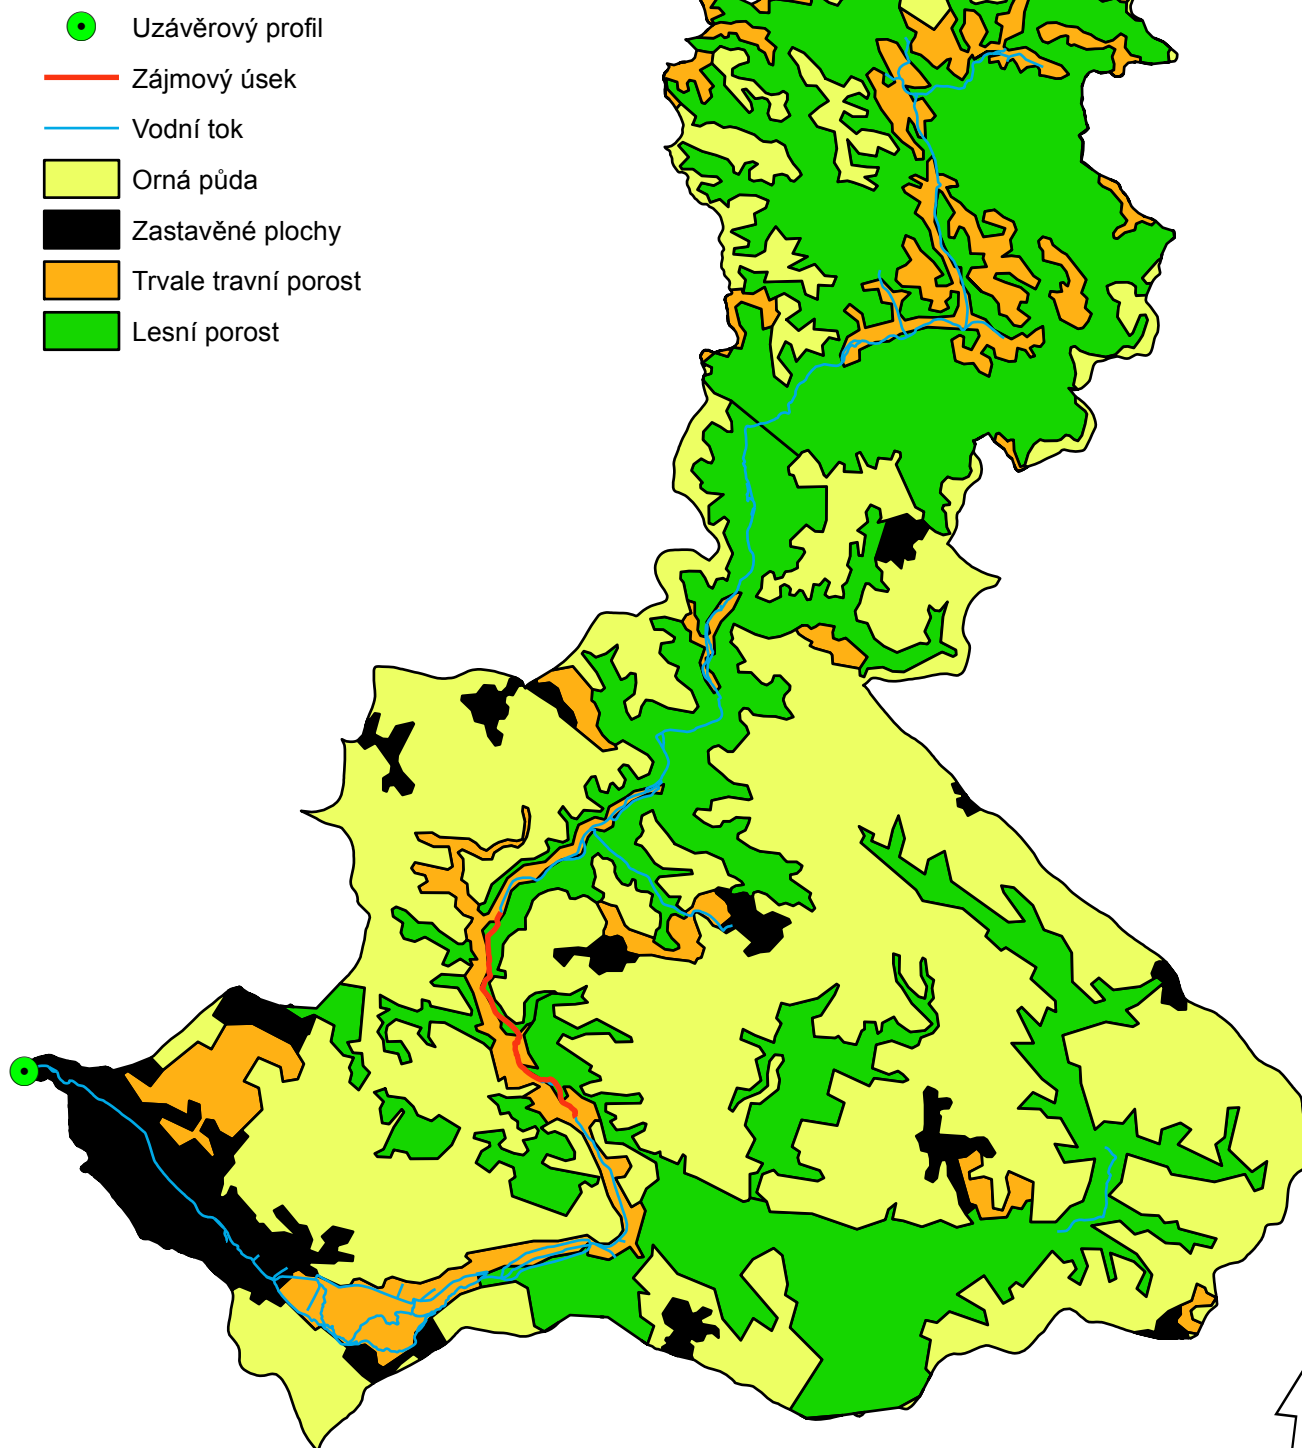 Uzávěrový profil
Zájmový úsek
Vodní tok
Orná půda
Zastavěné plochy
Trvale travní porost
Lesní porost